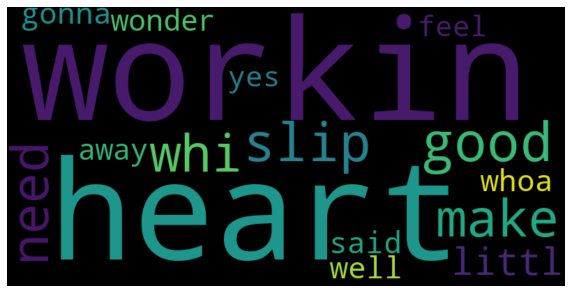 gonna
wonder
feel
workin
yes
slip
good
away
whi
need
heart
whoa
make
said
well
littl